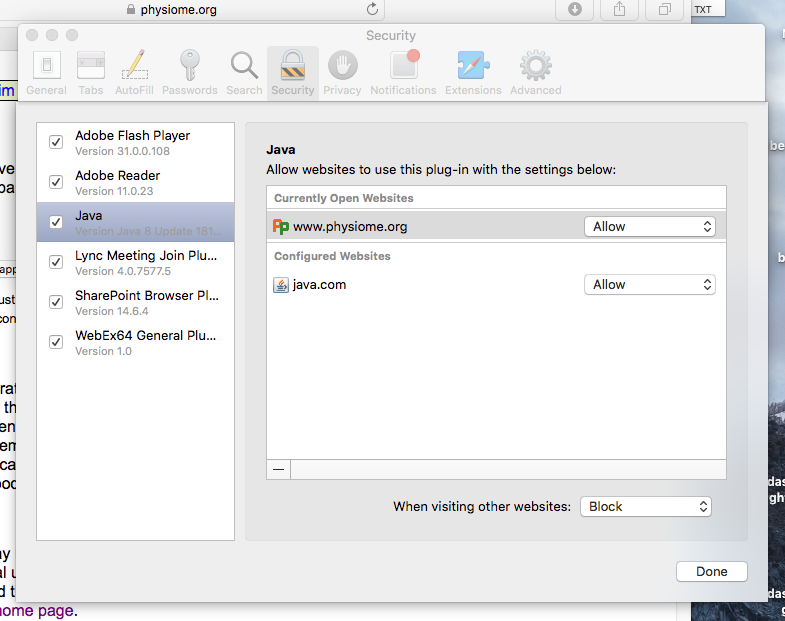 physiome.org
TXT
Security
General
Tabs
AutoFill
Passwords
Search
Security
Privacy
Notifications
Extensions
Advanced
Adobe Flash Player
Version 31.0.0.108
Adobe Reader
Version 11.0.23
Java
Version Java 8 Update 181...
Lync Meeting Join Plu...
Version 4.0.7577.5
SharePoint Browser Pl...
Version 14.6.4
WebEx64 General Plu...
Version 1.0
Java
Allow websites to use this plug-in with the settings below:
Currently Open Websites
www.physiome.org
Allow
Configured Websites
java.com
Allow
When visiting other websites:
Block
Done
home page.